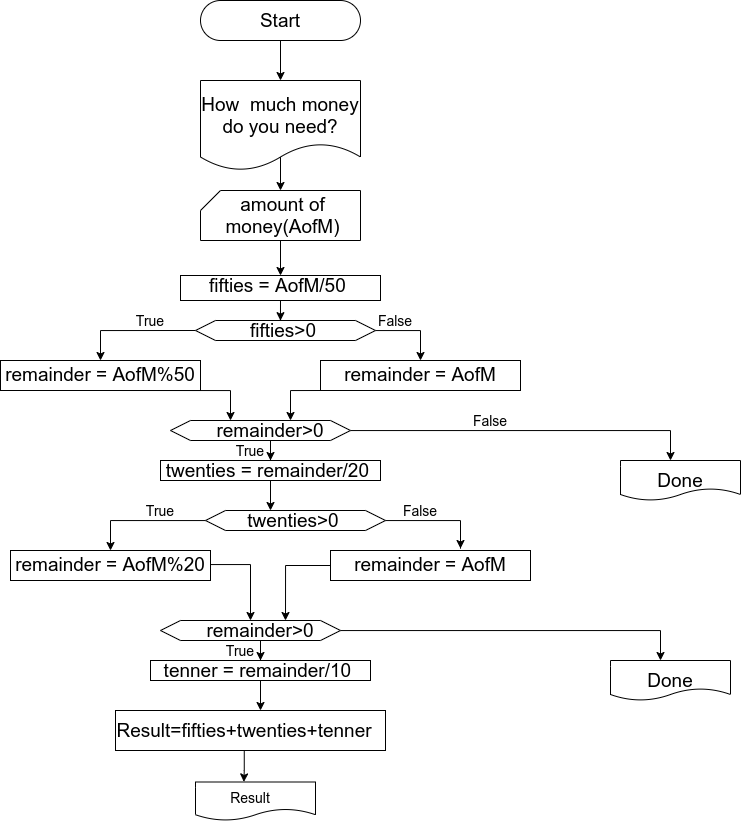 Start
How much money
do you need?
amount of
money(AofM)
fifties = AofM/50
True
fifties>0
False
remainder = AofM%50
remainder = AofM
remainder>0
False
True
twenties = remainder/20
Done
True
twenties>0
False
remainder = AofM%20
remainder = AofM
remainder>0
True
tenner = remainder/10
Done
Result=fifties+twenties+tenner
Result